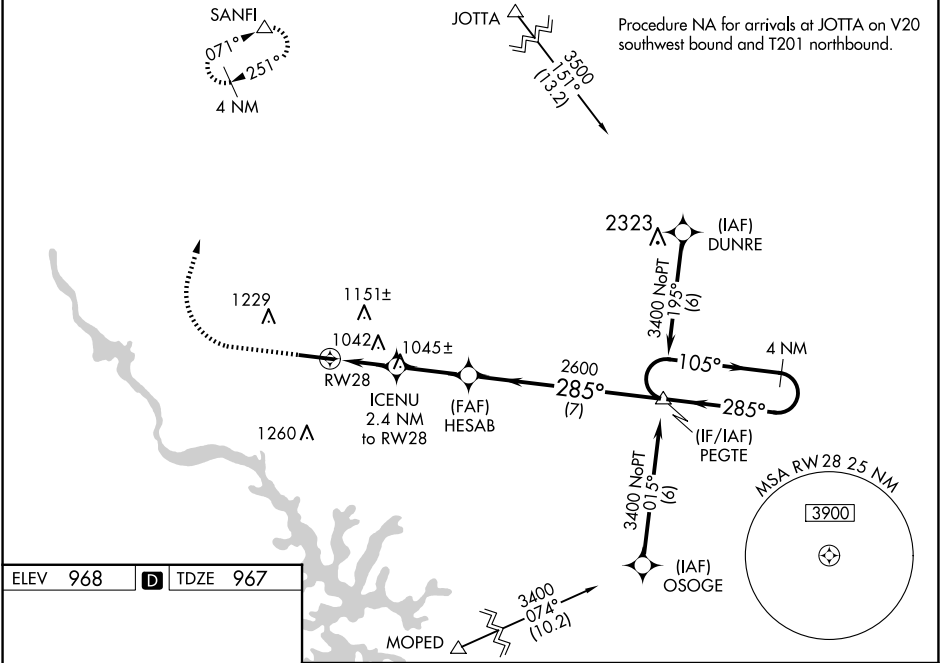 SANFI
071°
251°
4 NM
JOTTA
3500
151°
(13.2)
Procedure NA for arrivals at JOTTA on V20
southwest bound and T201 northbound.
2323
(IAF)
DUNRE
3400 NoPT
195°
(6)
1229
1151±
1042
1045±
RW28
ICENU
2.4 NM
to RW28
(FAF)
HESAB
2600
285°
(7)
105°
4 NM
285°
(IF/IAF)
PEGTE
1260
3400 NoPT
015°
(6)
(IAF)
OSOGE
MSA RW28 25 NM
3900
ELEV 968 D TDZE 967
MOPED
3400
074°
(10.2)